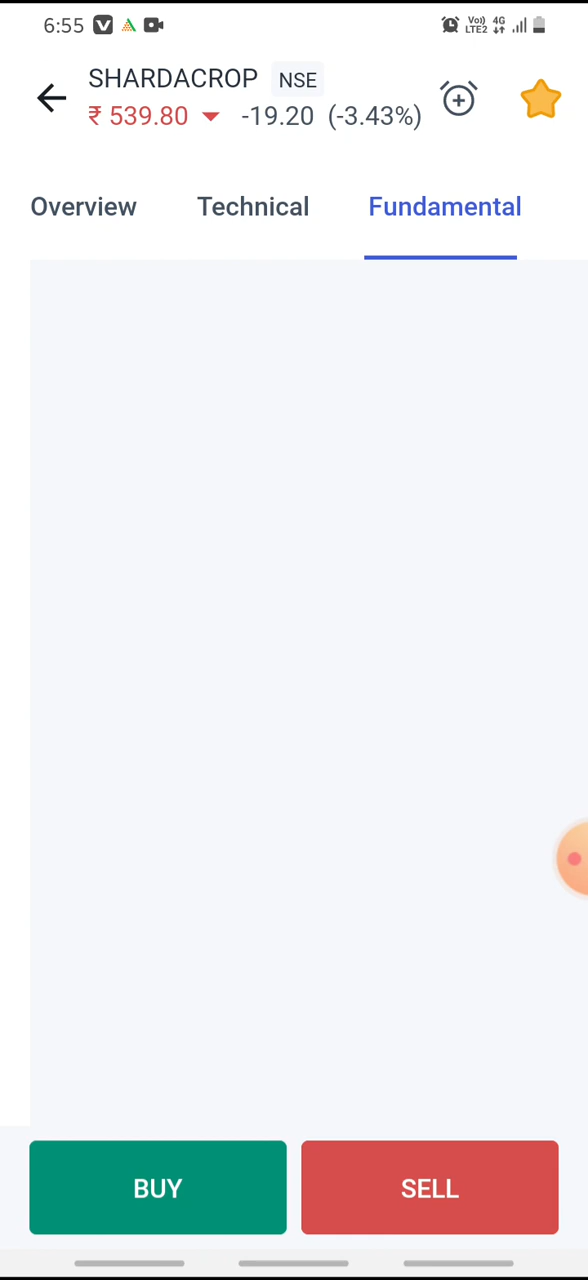 6:55 Vo) 4G LTE2
SHARDACROP NSE
₹ 539.80 -19.20 (-3.43%)
Overview Technical Fundamental
BUY SELL